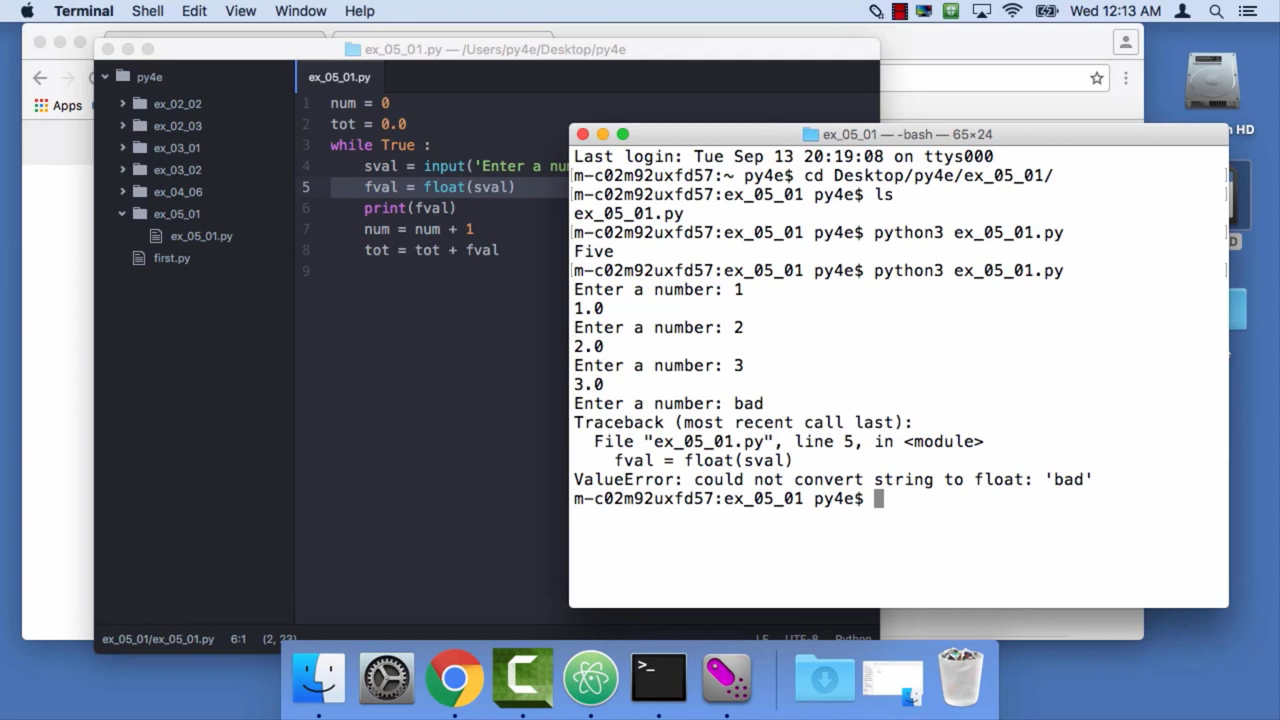 Terminal Shell Edit View Window Help Wed 12:13 AM
ex_05_01.py — /Users/py4e/Desktop/py4e
py4e
ex_05_01.py
Apps
ex_02_02
ex_02_03
ex_03_01
ex_03_02
ex_04_06
ex_05_01
ex_05_01.py
first.py
1 num = 0
2 tot = 0.0
3 while True :
4 sval = input('Enter a nu
5 fval = float(sval)
6 print(fval)
7 num = num + 1
8 tot = tot + fval
9
ex_05_01/ex_05_01.py 6:1 (2, 23)
LF UTF-8 Python
ex_05_01 — -bash — 65×24
Last login: Tue Sep 13 20:19:08 on ttys000
[m-c02m92uxfd57:~ py4e$ cd Desktop/py4e/ex_05_01/ ]
[m-c02m92uxfd57:ex_05_01 py4e$ ls ]
ex_05_01.py
[m-c02m92uxfd57:ex_05_01 py4e$ python3 ex_05_01.py ]
Five
[m-c02m92uxfd57:ex_05_01 py4e$ python3 ex_05_01.py ]
Enter a number: 1
1.0
Enter a number: 2
2.0
Enter a number: 3
3.0
Enter a number: bad
Traceback (most recent call last):
File "ex_05_01.py", line 5, in <module>
fval = float(sval)
ValueError: could not convert string to float: 'bad'
m-c02m92uxfd57:ex_05_01 py4e$
HD
>_